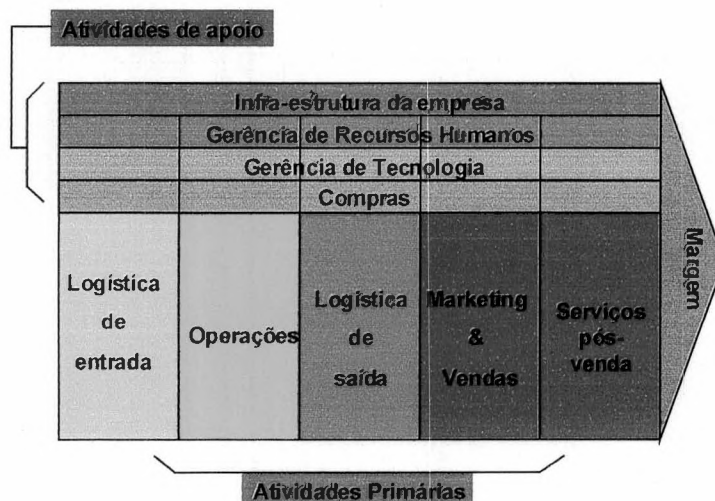 Atividades de apoio
Infra-estrutura da empresa
Gerência de Recursos Humanos
Gerência de Tecnologia
Compras
Logística
de
entrada
Operações
Logística
de
saída
Marketing
&
Vendas
Serviços
pós-
venda
Margem
Atividades Primárias